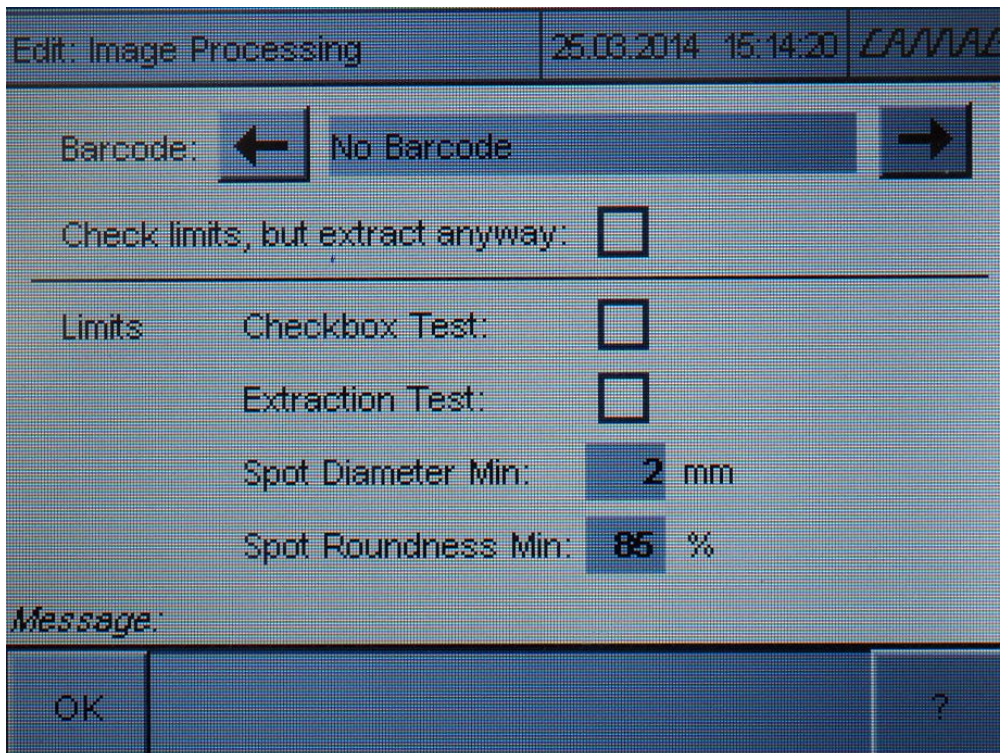 Edit: Image Processing 25.03.2014 15:14:20 CAMAG
Barcode: No Barcode
Check limits, but extract anyway:
Limits Checkbox Test:
Extraction Test:
Spot Diameter Min: 2 mm
Spot Roundness Min: 85 %
Message:
OK ?